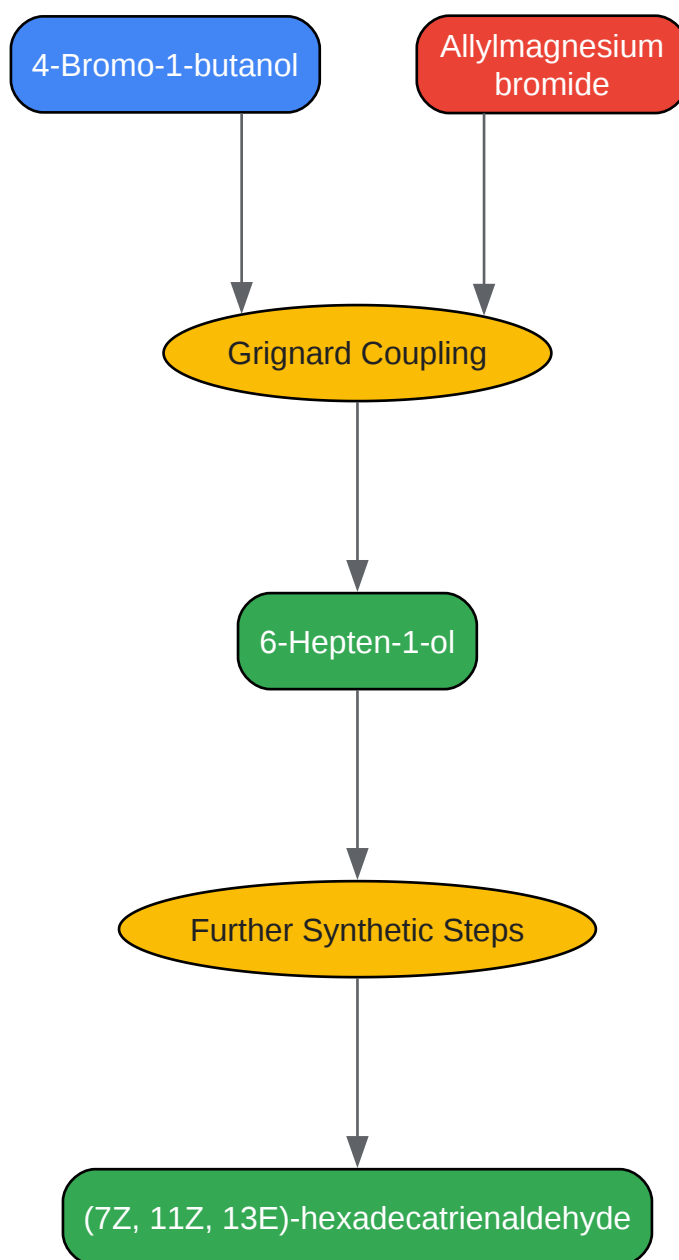 4-Bromo-1-butanol
Allylmagnesium
bromide
Grignard Coupling
6-Hepten-1-ol
Further Synthetic Steps
(7Z, 11Z, 13E)-hexadecatrienaldehyde